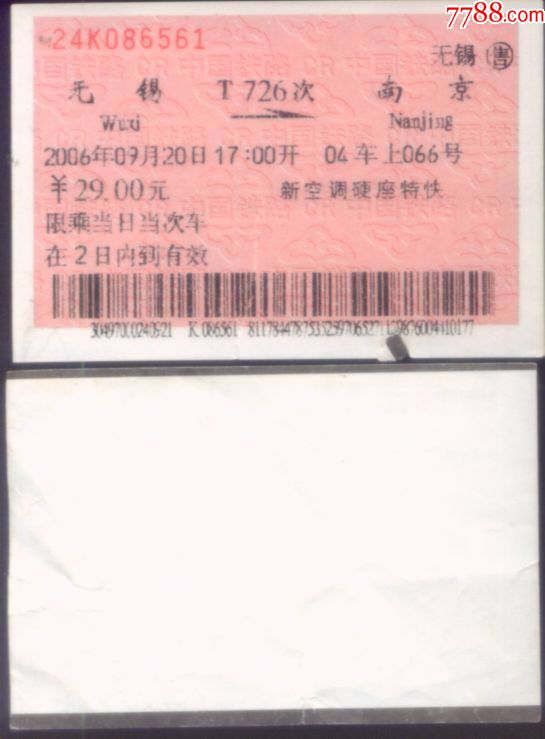 7788.com
24K086561
无锡 售
无锡 T726次 南京
Wuxi Nanjing
2006年09月20日17:00开 04车上066号
￥29.00元 新空调硬座特快
限乘当日当次车
在2日内到有效
30497000240921 K 086561